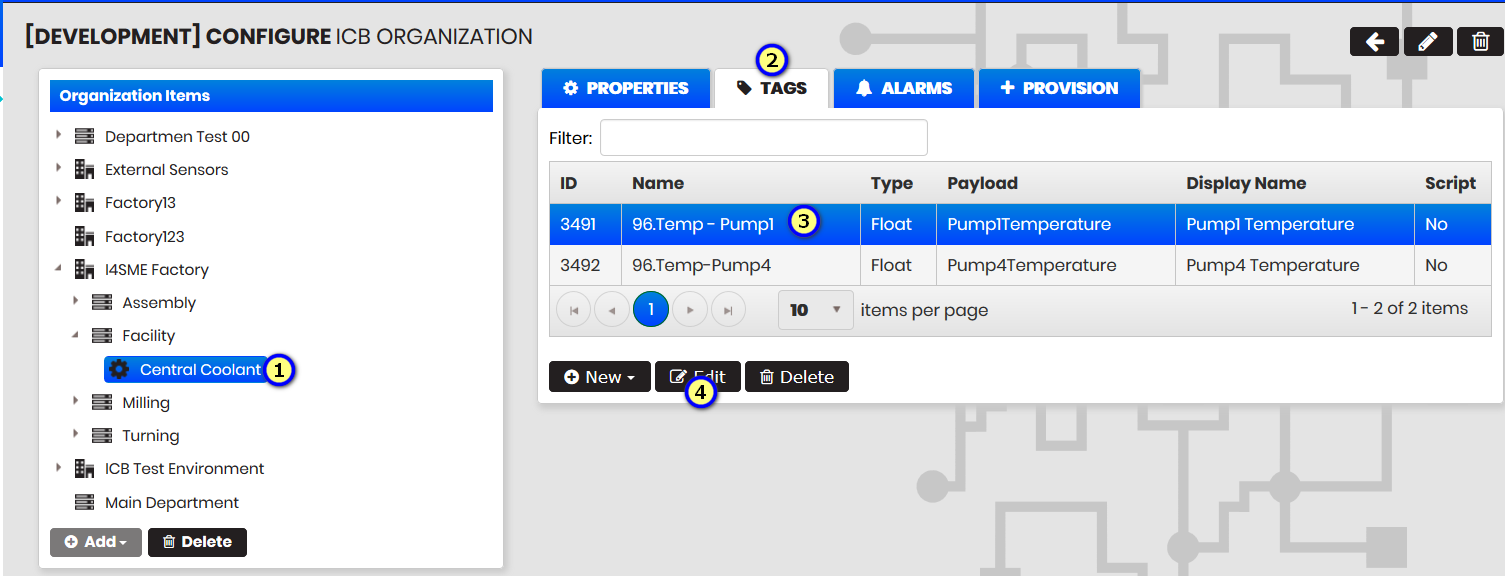 [DEVELOPMENT] CONFIGURE ICB ORGANIZATION
Organization Items
Departmen Test 00
External Sensors
Factory13
Factory123
I4SME Factory
Assembly
Facility
Central Coolant 1
Milling
Turning
ICB Test Environment
Main Department
Add
Delete
2
PROPERTIES TAGS ALARMS PROVISION
Filter:
ID Name Type Payload Display Name Script
3491 96.Temp - Pump1 3 Float Pump1Temperature Pump1 Temperature No
3492 96.Temp-Pump4 Float Pump4Temperature Pump4 Temperature No
1 10 items per page 1 - 2 of 2 items
New Edit Delete
4